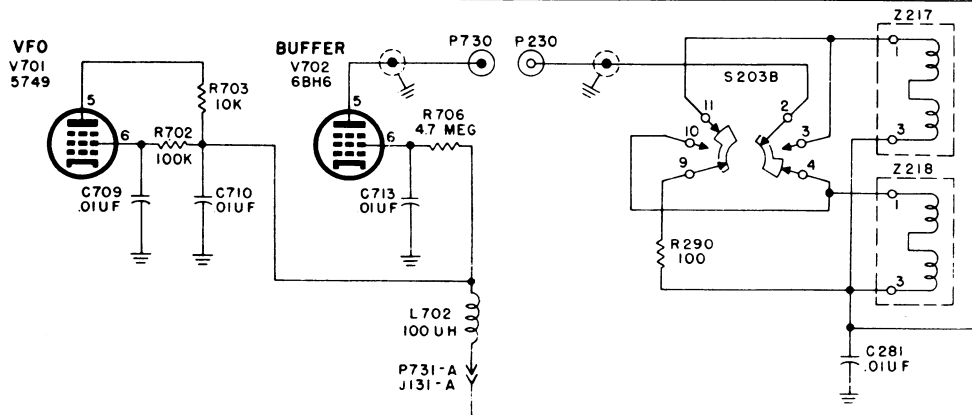 VFO
V701
5749
5
6
R703
10K
R702
100K
C709
.01UF
C710
.01UF
BUFFER
V702
6BH6
5
6
R706
4.7 MEG
C713
.01UF
P730
P230
L702
100UH
P731-A
J131-A
S203B
11
2
10
3
9
4
R290
100
Z217
1
3
Z218
1
3
C281
.01UF